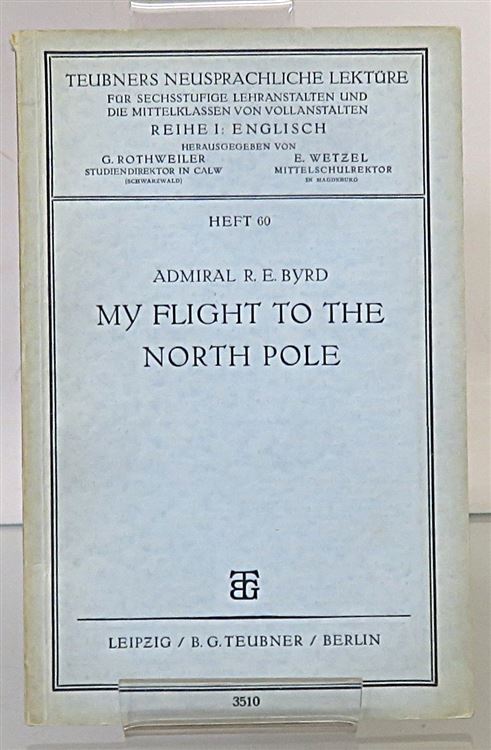 TEUBNERS NEUSPRACHLICHE LEKTÜRE
FÜR SECHSSTUFIGE LEHRANSTALTEN UND
DIE MITTELKLASSEN VON VOLLANSTALTEN
REIHE I: ENGLISCH
HERAUSGEGEBEN VON
G. ROTHWEILER
STUDIENDIREKTOR IN CALW
(SCHWARZWALD)
E. WETZEL
MITTELSCHULREKTOR
IN MAGDEBURG
HEFT 60
ADMIRAL R. E. BYRD
MY FLIGHT TO THE
NORTH POLE
BTG
LEIPZIG / B. G. TEUBNER / BERLIN
3510